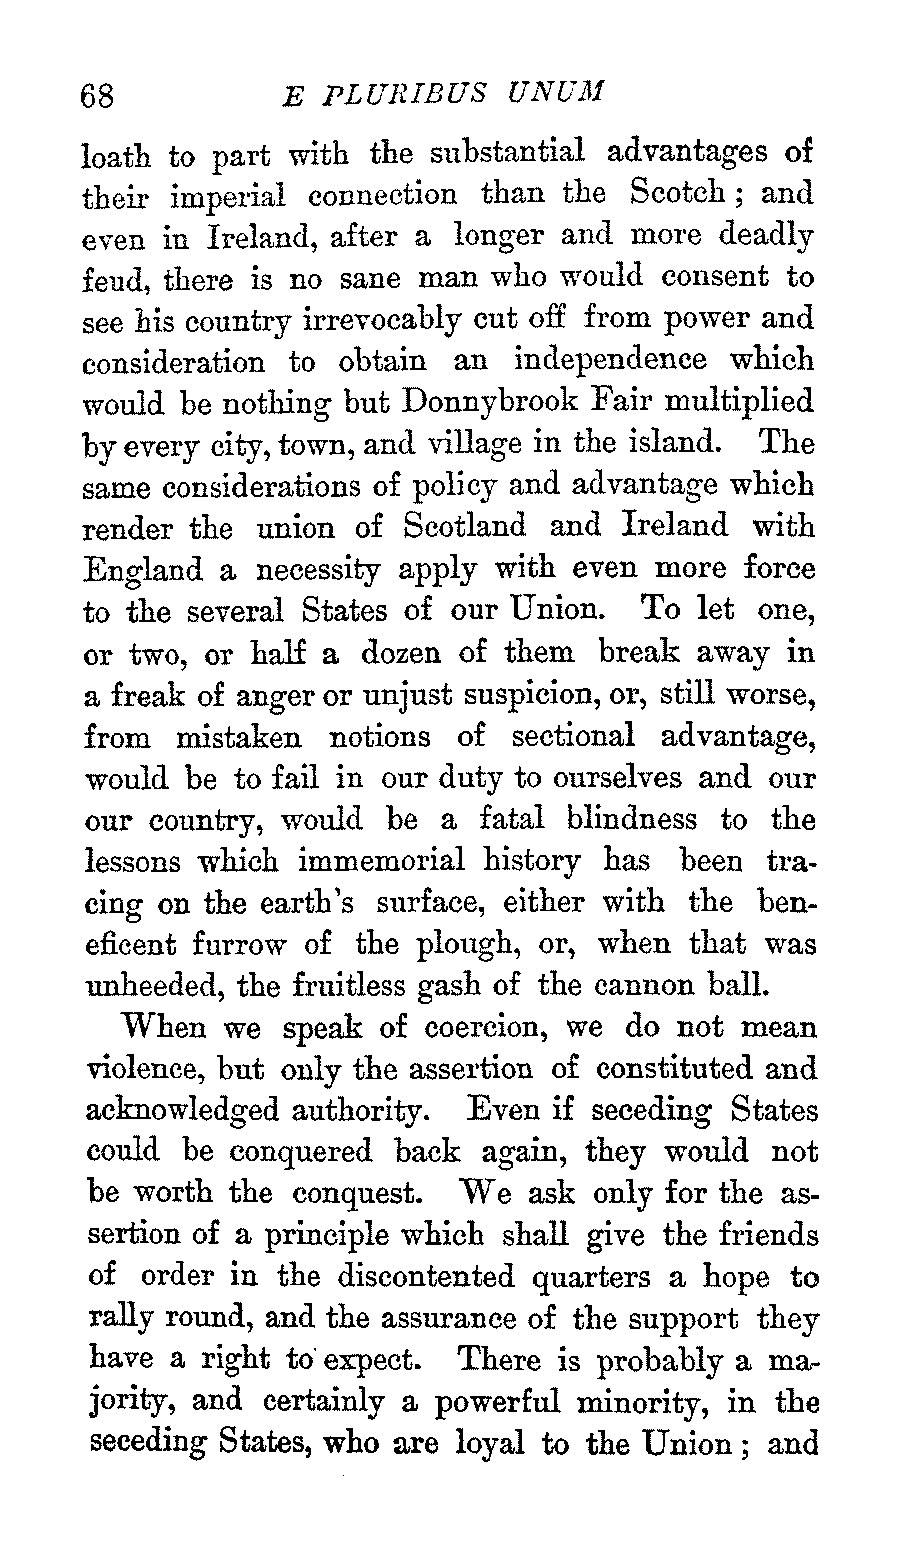 68 E PLURIBUS UNUM
loath to part with the substantial advantages of
their imperial connection than the Scotch ; and
even in Ireland, after a longer and more deadly
feud, there is no sane man who would consent to
see his country irrevocably cut off from power and
consideration to obtain an independence which
would be nothing but Donnybrook Fair multiplied
by every city, town, and village in the island. The
same considerations of policy and advantage which
render the union of Scotland and Ireland with
England a necessity apply with even more force
to the several States of our Union. To let one,
or two, or half a dozen of them break away in
a freak of anger or unjust suspicion, or, still worse,
from mistaken notions of sectional advantage,
would be to fail in our duty to ourselves and our
our country, would be a fatal blindness to the
lessons which immemorial history has been tra-
cing on the earth's surface, either with the ben-
eficent furrow of the plough, or, when that was
unheeded, the fruitless gash of the cannon ball.
When we speak of coercion, we do not mean
violence, but only the assertion of constituted and
acknowledged authority. Even if seceding States
could be conquered back again, they would not
be worth the conquest. We ask only for the as-
sertion of a principle which shall give the friends
of order in the discontented quarters a hope to
rally round, and the assurance of the support they
have a right to expect. There is probably a ma-
jority, and certainly a powerful minority, in the
seceding States, who are loyal to the Union ; and